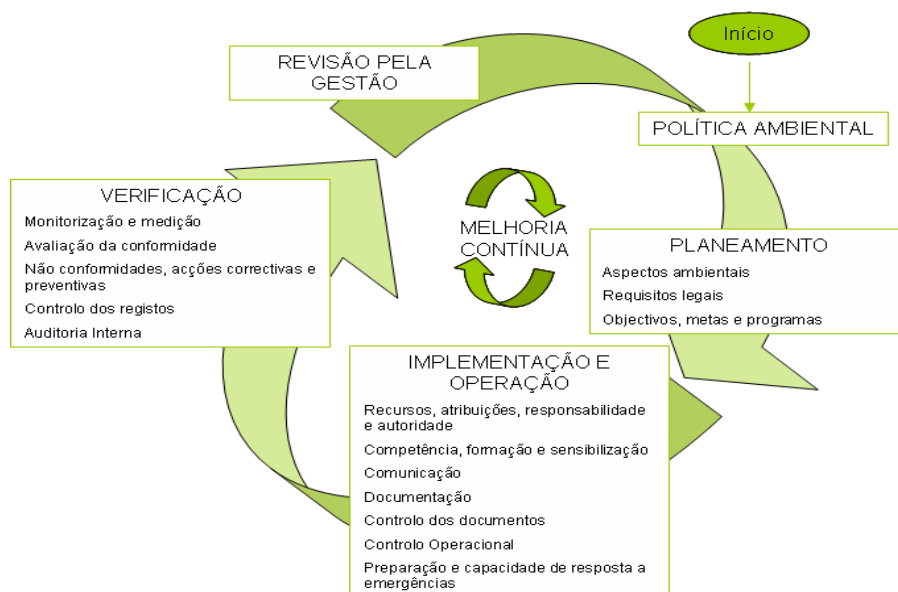 Início
REVISÃO PELA
GESTÃO
POLÍTICA AMBIENTAL
VERIFICAÇÃO
Monitorização e medição
Avaliação da conformidade
Não conformidades, acções correctivas e
preventivas
Controlo dos registos
Auditoria Interna
MELHORIA
CONTÍNUA
PLANEAMENTO
Aspectos ambientais
Requisitos legais
Objectivos, metas e programas
IMPLEMENTAÇÃO E
OPERAÇÃO
Recursos, atribuições, responsabilidade
e autoridade
Competência, formação e sensibilização
Comunicação
Documentação
Controlo dos documentos
Controlo Operacional
Preparação e capacidade de resposta a
emergências